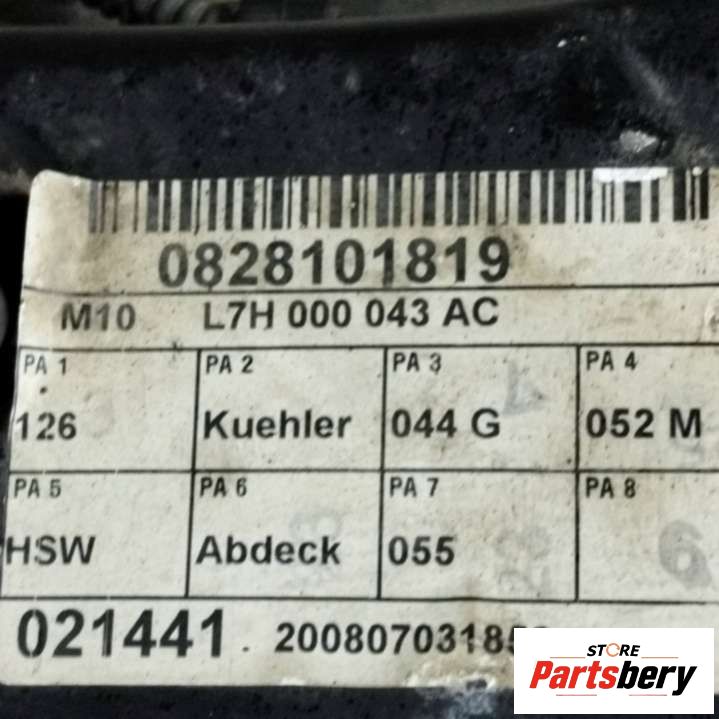 0828101819
M10 L7H 000 043 AC
PA 1 PA 2 PA 3 PA 4
126 Kuehler 044 G 052 M
PA 5 PA 6 PA 7 PA 8
HSW Abdeck 055
021441.
STORE
Partsbery